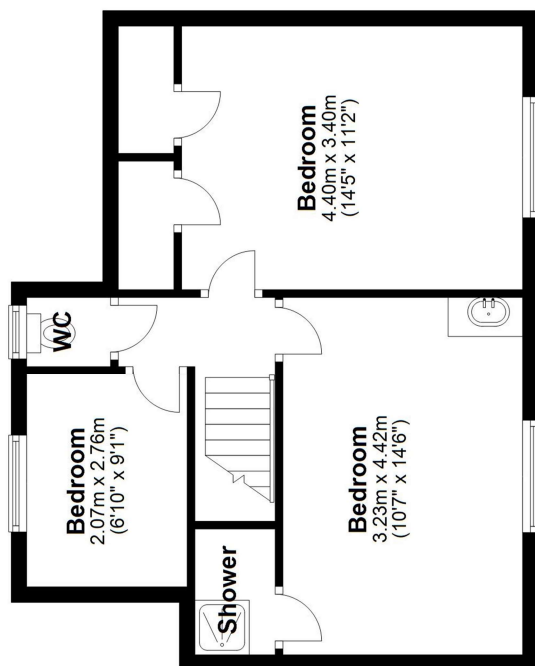 Bedroom
4.40m x 3.40m
(14'5" x 11'2")
WC
Bedroom
2.07m x 2.76m
(6'10" x 9'1")
Bedroom
3.23m x 4.42m
(10'7" x 14'6")
Shower